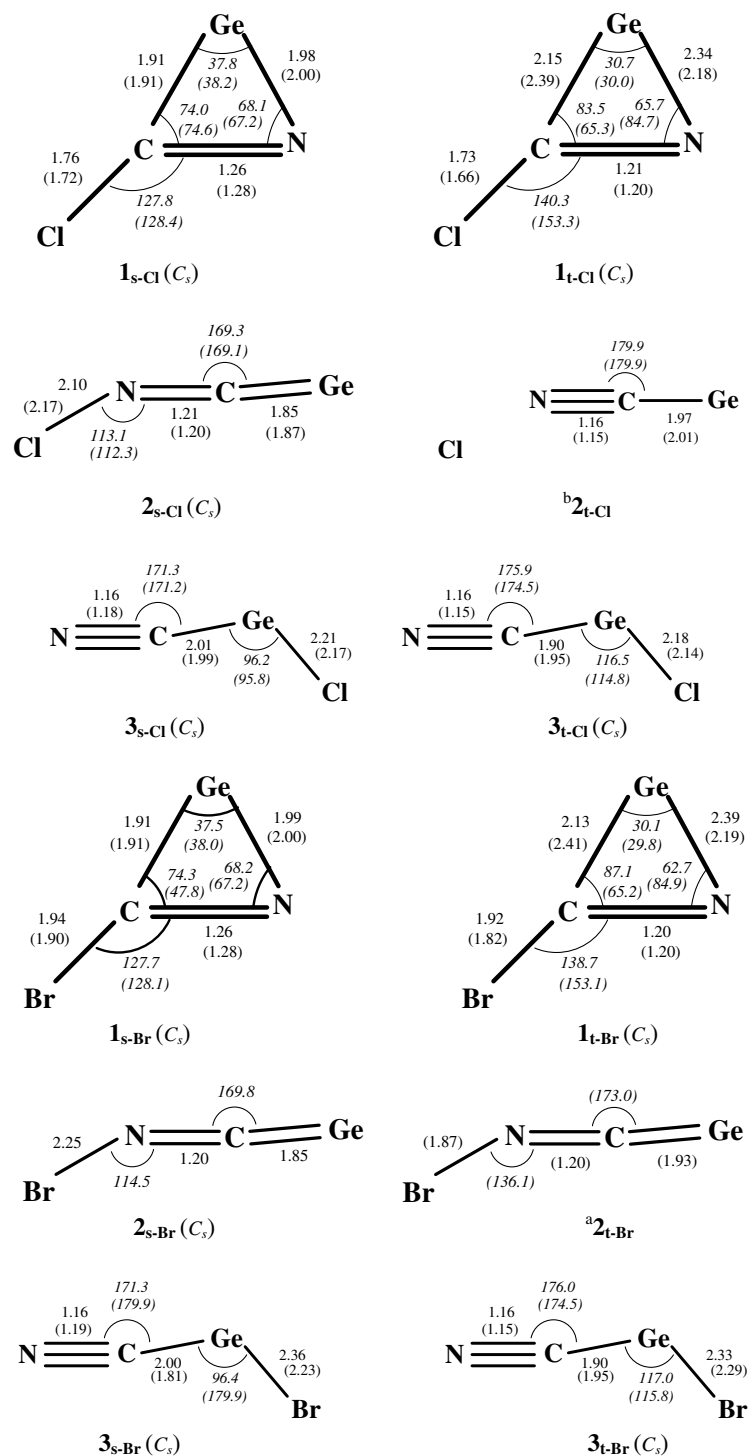 Ge Ge
1.91 37.8 1.98 2.15 30.7 2.34
(1.91) (38.2) (2.00) (2.39) (30.0) (2.18)
74.0 68.1 83.5 65.7
(74.6) (67.2) (65.3) (84.7)
C N C N
1.76 1.26 1.73 1.21
(1.72) (1.28) (1.66) (1.20)
127.8 140.3
(128.4) (153.3)
Cl Cl
1s-Cl (Cs) 1t-Cl (Cs)
169.3 179.9
(169.1) (179.9)
2.10 N C Ge N C Ge
(2.17) 1.21 1.85 1.16 1.97
(1.20) (1.87) (1.15) (2.01)
Cl 113.1 Cl
(112.3)
2s-Cl (Cs) b2t-Cl
171.3 175.9
(171.2) (174.5)
1.16 1.16
(1.18) (1.15)
N C Ge N C Ge
2.01 2.21 1.90 2.18
(1.99) (2.17) (1.95) (2.14)
96.2 116.5
(95.8) (114.8)
Cl Cl
3s-Cl (Cs) 3t-Cl (Cs)
Ge Ge
1.91 37.5 1.99 2.13 30.1 2.39
(1.91) (38.0) (2.00) (2.41) (29.8) (2.19)
74.3 68.2 87.1 62.7
(47.8) (67.2) (65.2) (84.9)
C N C N
1.94 1.26 1.92 1.20
(1.90) (1.28) (1.82) (1.20)
127.7 138.7
(128.1) (153.1)
Br Br
1s-Br (Cs) 1t-Br (Cs)
169.8 (173.0)
2.25 N C Ge (1.87) N C Ge
1.20 1.85 (1.20) (1.93)
Br 114.5 Br (136.1)
2s-Br (Cs) a2t-Br
171.3 176.0
(179.9) (174.5)
1.16 1.16
(1.19) (1.15)
N C Ge N C Ge
2.00 2.36 1.90 2.33
(1.81) (2.23) (1.95) (2.29)
96.4 117.0
(179.9) (115.8)
Br Br
3s-Br (Cs) 3t-Br (Cs)